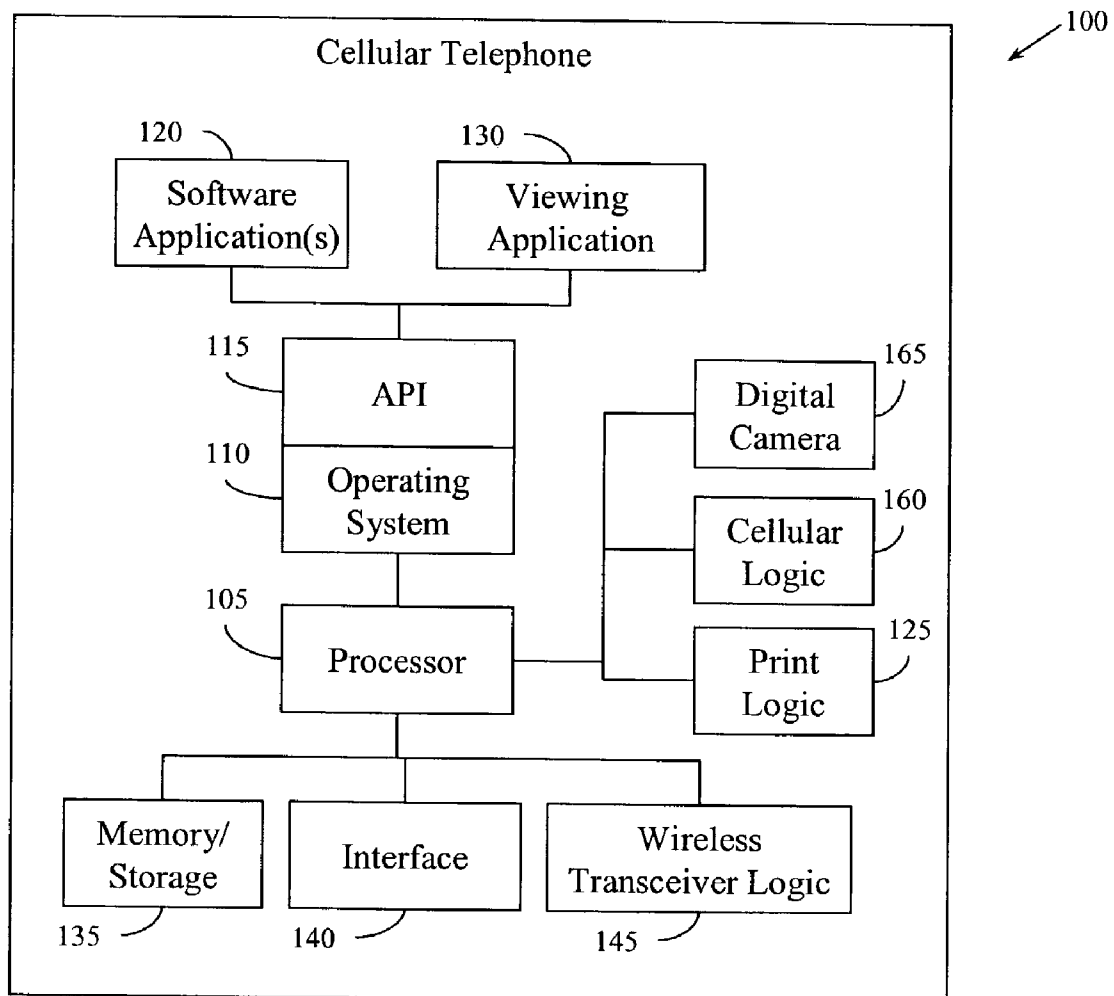 100
Cellular Telephone
120
130
Software
Application(s)
Viewing
Application
115
API
165
Digital
Camera
110
Operating
System
160
Cellular
Logic
105
Processor
125
Print
Logic
Memory/
Storage
Interface
Wireless
Transceiver Logic
135
140
145